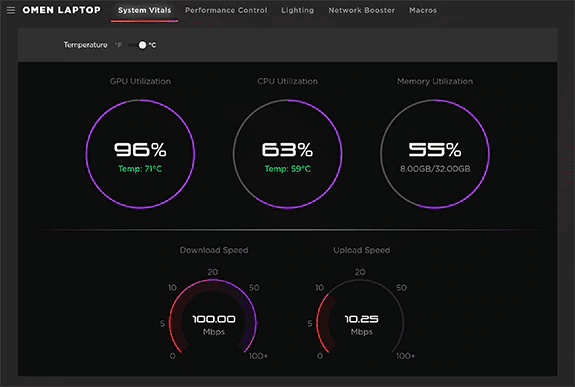 OMEN LAPTOP System Vitals Performance Control Lighting Network Booster Macros
Temperature °F °C
GPU Utilization CPU Utilization Memory Utilization
96% 63% 55%
Temp: 71°C Temp: 59°C 8.00GB/32.00GB
Download Speed Upload Speed
20 20
10 50 10 50
100.00 10.25
5 5
Mbps Mbps
0 100+ 0 100+